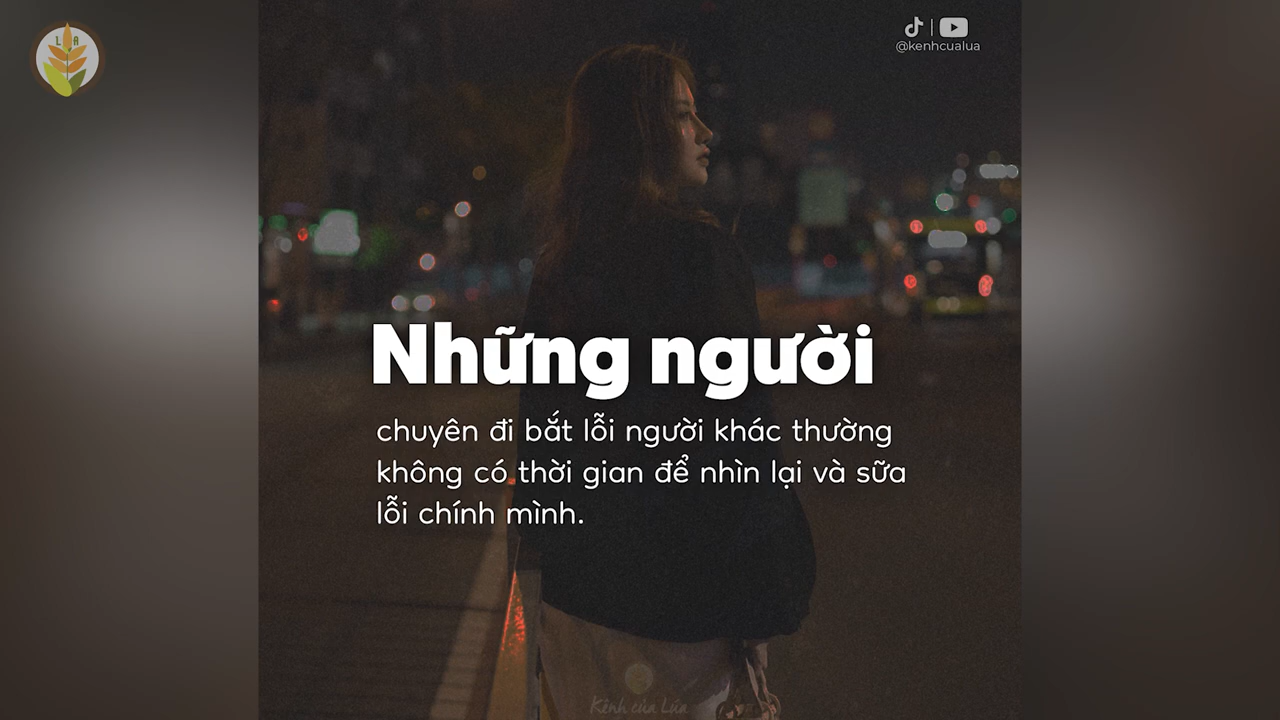 L A
@kenhcualua
Những người
chuyên đi bắt lỗi người khác thường
không có thời gian để nhìn lại và sữa
lỗi chính mình.
Kênh của Lúa